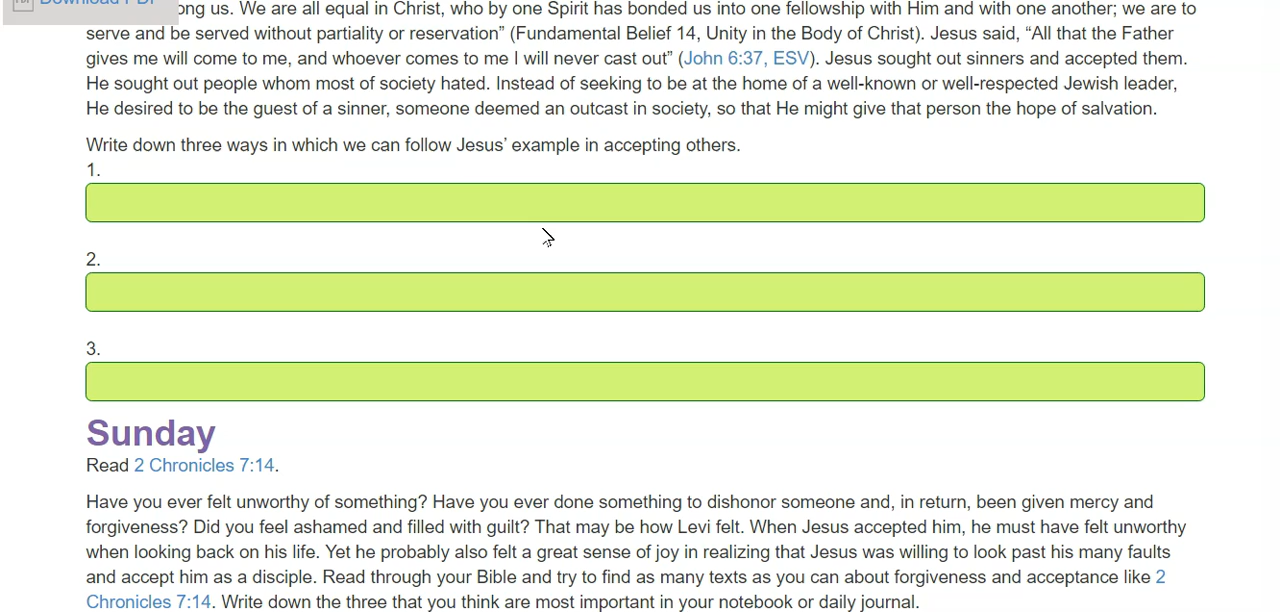 Download PDF
ong us. We are all equal in Christ, who by one Spirit has bonded us into one fellowship with Him and with one another; we are to
serve and be served without partiality or reservation” (Fundamental Belief 14, Unity in the Body of Christ). Jesus said, “All that the Father
gives me will come to me, and whoever comes to me I will never cast out” (John 6:37, ESV). Jesus sought out sinners and accepted them.
He sought out people whom most of society hated. Instead of seeking to be at the home of a well-known or well-respected Jewish leader,
He desired to be the guest of a sinner, someone deemed an outcast in society, so that He might give that person the hope of salvation.
Write down three ways in which we can follow Jesus’ example in accepting others.
1.
2.
3.
Sunday
Read 2 Chronicles 7:14.
Have you ever felt unworthy of something? Have you ever done something to dishonor someone and, in return, been given mercy and
forgiveness? Did you feel ashamed and filled with guilt? That may be how Levi felt. When Jesus accepted him, he must have felt unworthy
when looking back on his life. Yet he probably also felt a great sense of joy in realizing that Jesus was willing to look past his many faults
and accept him as a disciple. Read through your Bible and try to find as many texts as you can about forgiveness and acceptance like 2
Chronicles 7:14. Write down the three that you think are most important in your notebook or daily journal.